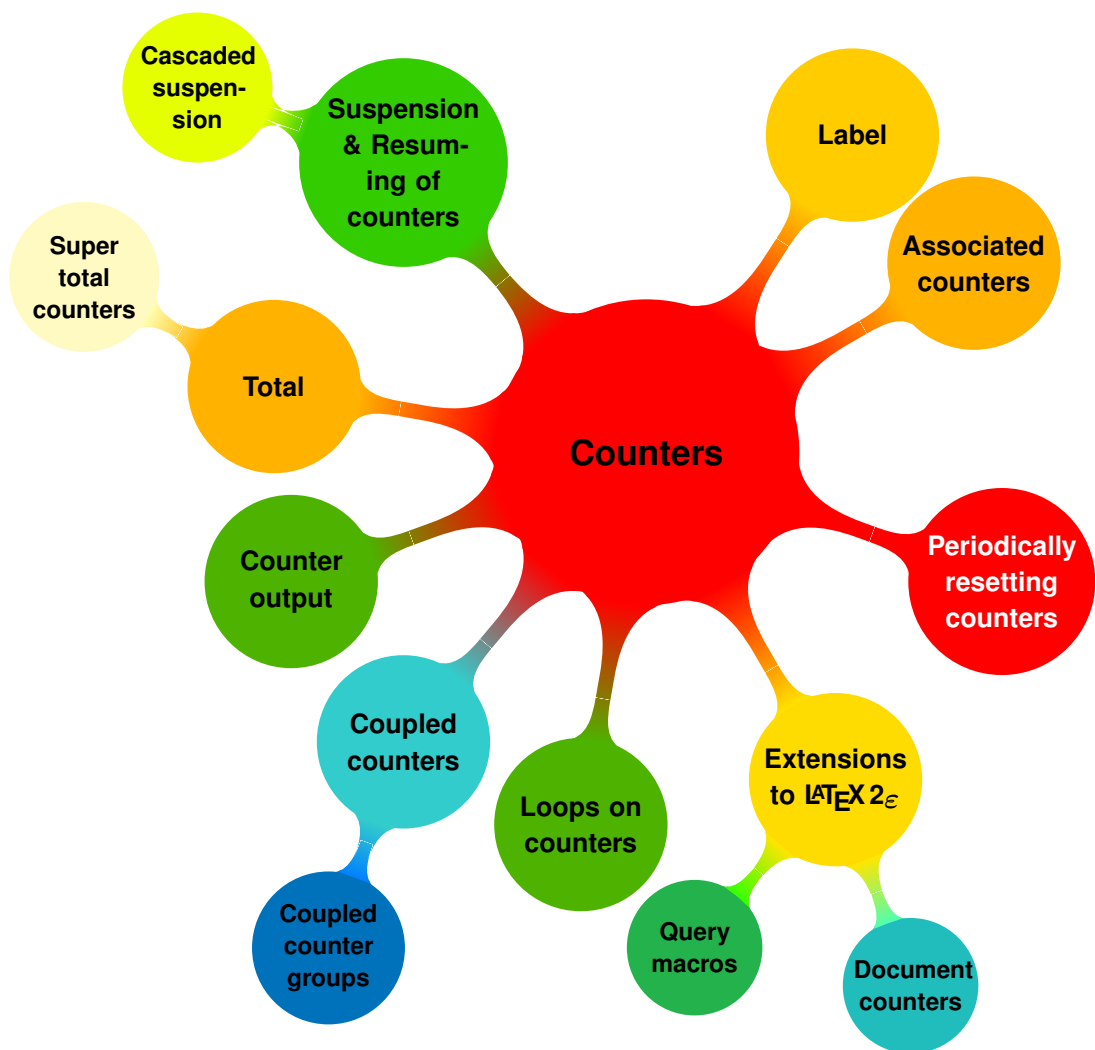 Cascaded
suspen-
sion
Suspension
& Resum-
ing of
counters
Label
Associated
counters
Super
total
counters
Total
Counters
Counter
output
Periodically
resetting
counters
Coupled
counters
Loops on
counters
Extensions
to LATEX 2ε
Coupled
counter
groups
Query
macros
Document
counters